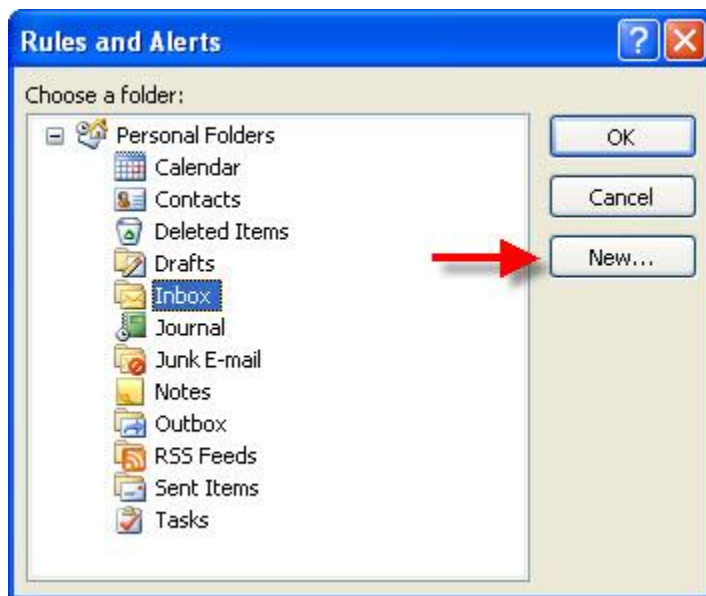 Rules and Alerts
Choose a folder:
Personal Folders
Calendar
Contacts
Deleted Items
Drafts
Inbox
Journal
Junk E-mail
Notes
Outbox
RSS Feeds
Sent Items
Tasks
OK
Cancel
New...